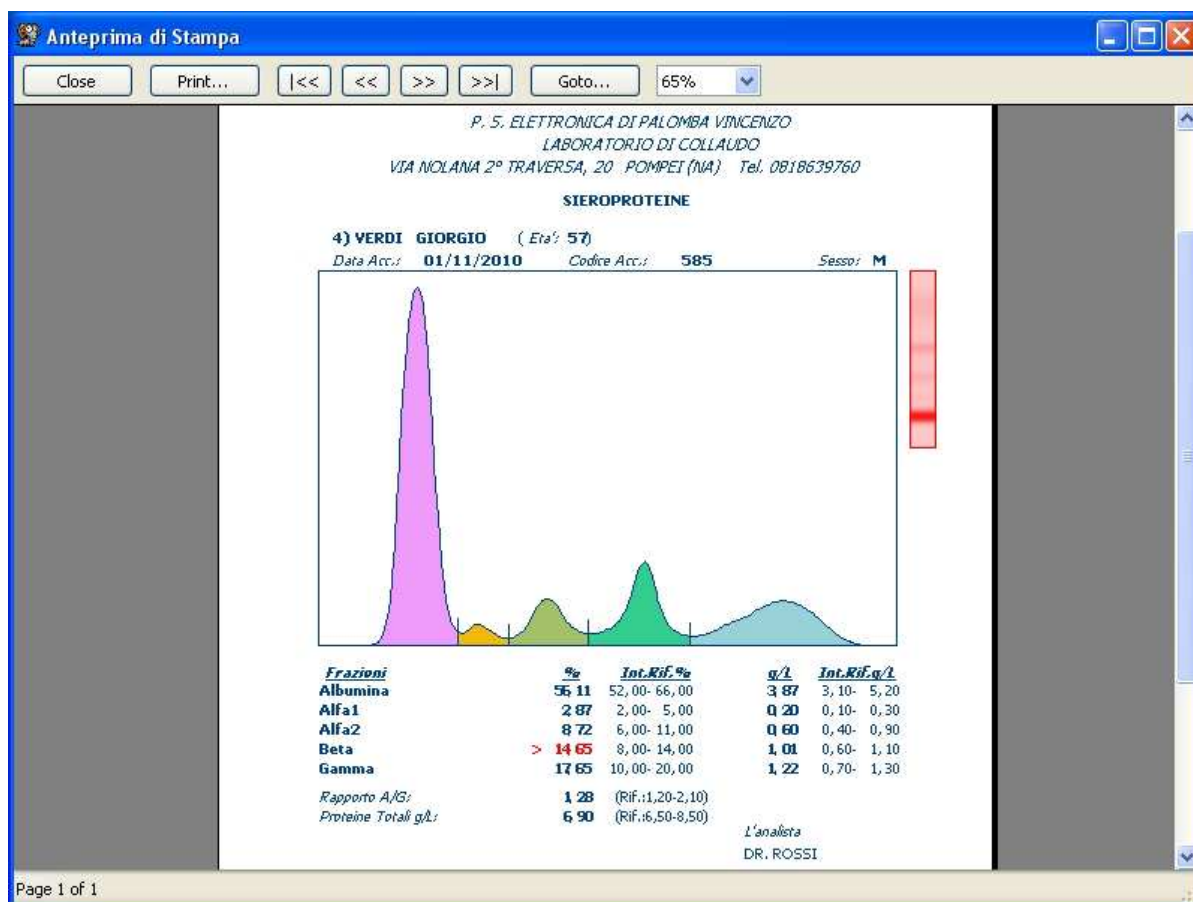 Anteprima di Stampa
Close Print... |<< << >> >>| Goto... 65%
P. S. ELETTRONICA DI PALOMBA VINCENZO
LABORATORIO DI COLLAUDO
VIA NOLANA 2° TRAVERSA, 20 POMPEI (NA) Tel. 0818639760
SIEROPROTEINE
4) VERDI GIORGIO ( Eta': 57)
Data Acc.: 01/11/2010 Codice Acc.: 585 Sesso: M
Frazioni % Int.Rif.% g/L Int.Rif.g/L
Albumina 56,11 52,00- 66,00 3,87 3,10- 5,20
Alfa1 2,87 2,00- 5,00 0,20 0,10- 0,30
Alfa2 8,72 6,00- 11,00 0,60 0,40- 0,90
Beta > 14,65 8,00- 14,00 1,01 0,60- 1,10
Gamma 17,65 10,00- 20,00 1,22 0,70- 1,30
Rapporto A/G: 1,28 (Rif.:1,20-2,10)
Proteine Totali g/L: 6,90 (Rif.:6,50-8,50)
L'analista
DR. ROSSI
Page 1 of 1